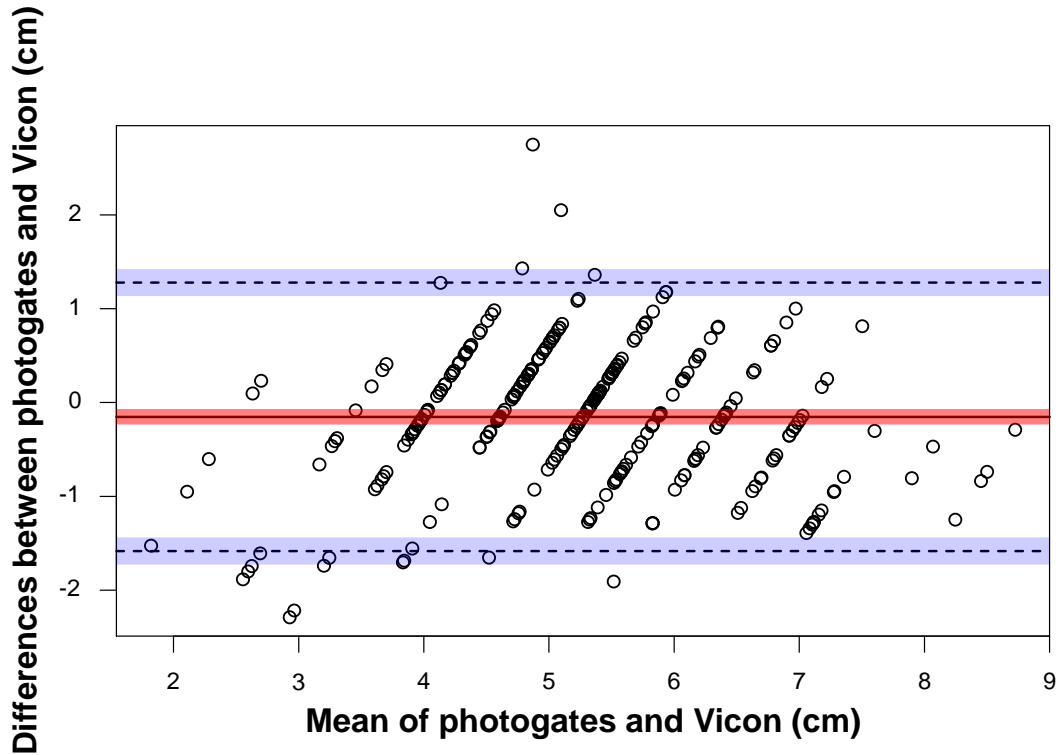 Differences between photogates and Vicon (cm)
2
1
0
-1
-2
2 3 4 5 6 7 8 9
Mean of photogates and Vicon (cm)